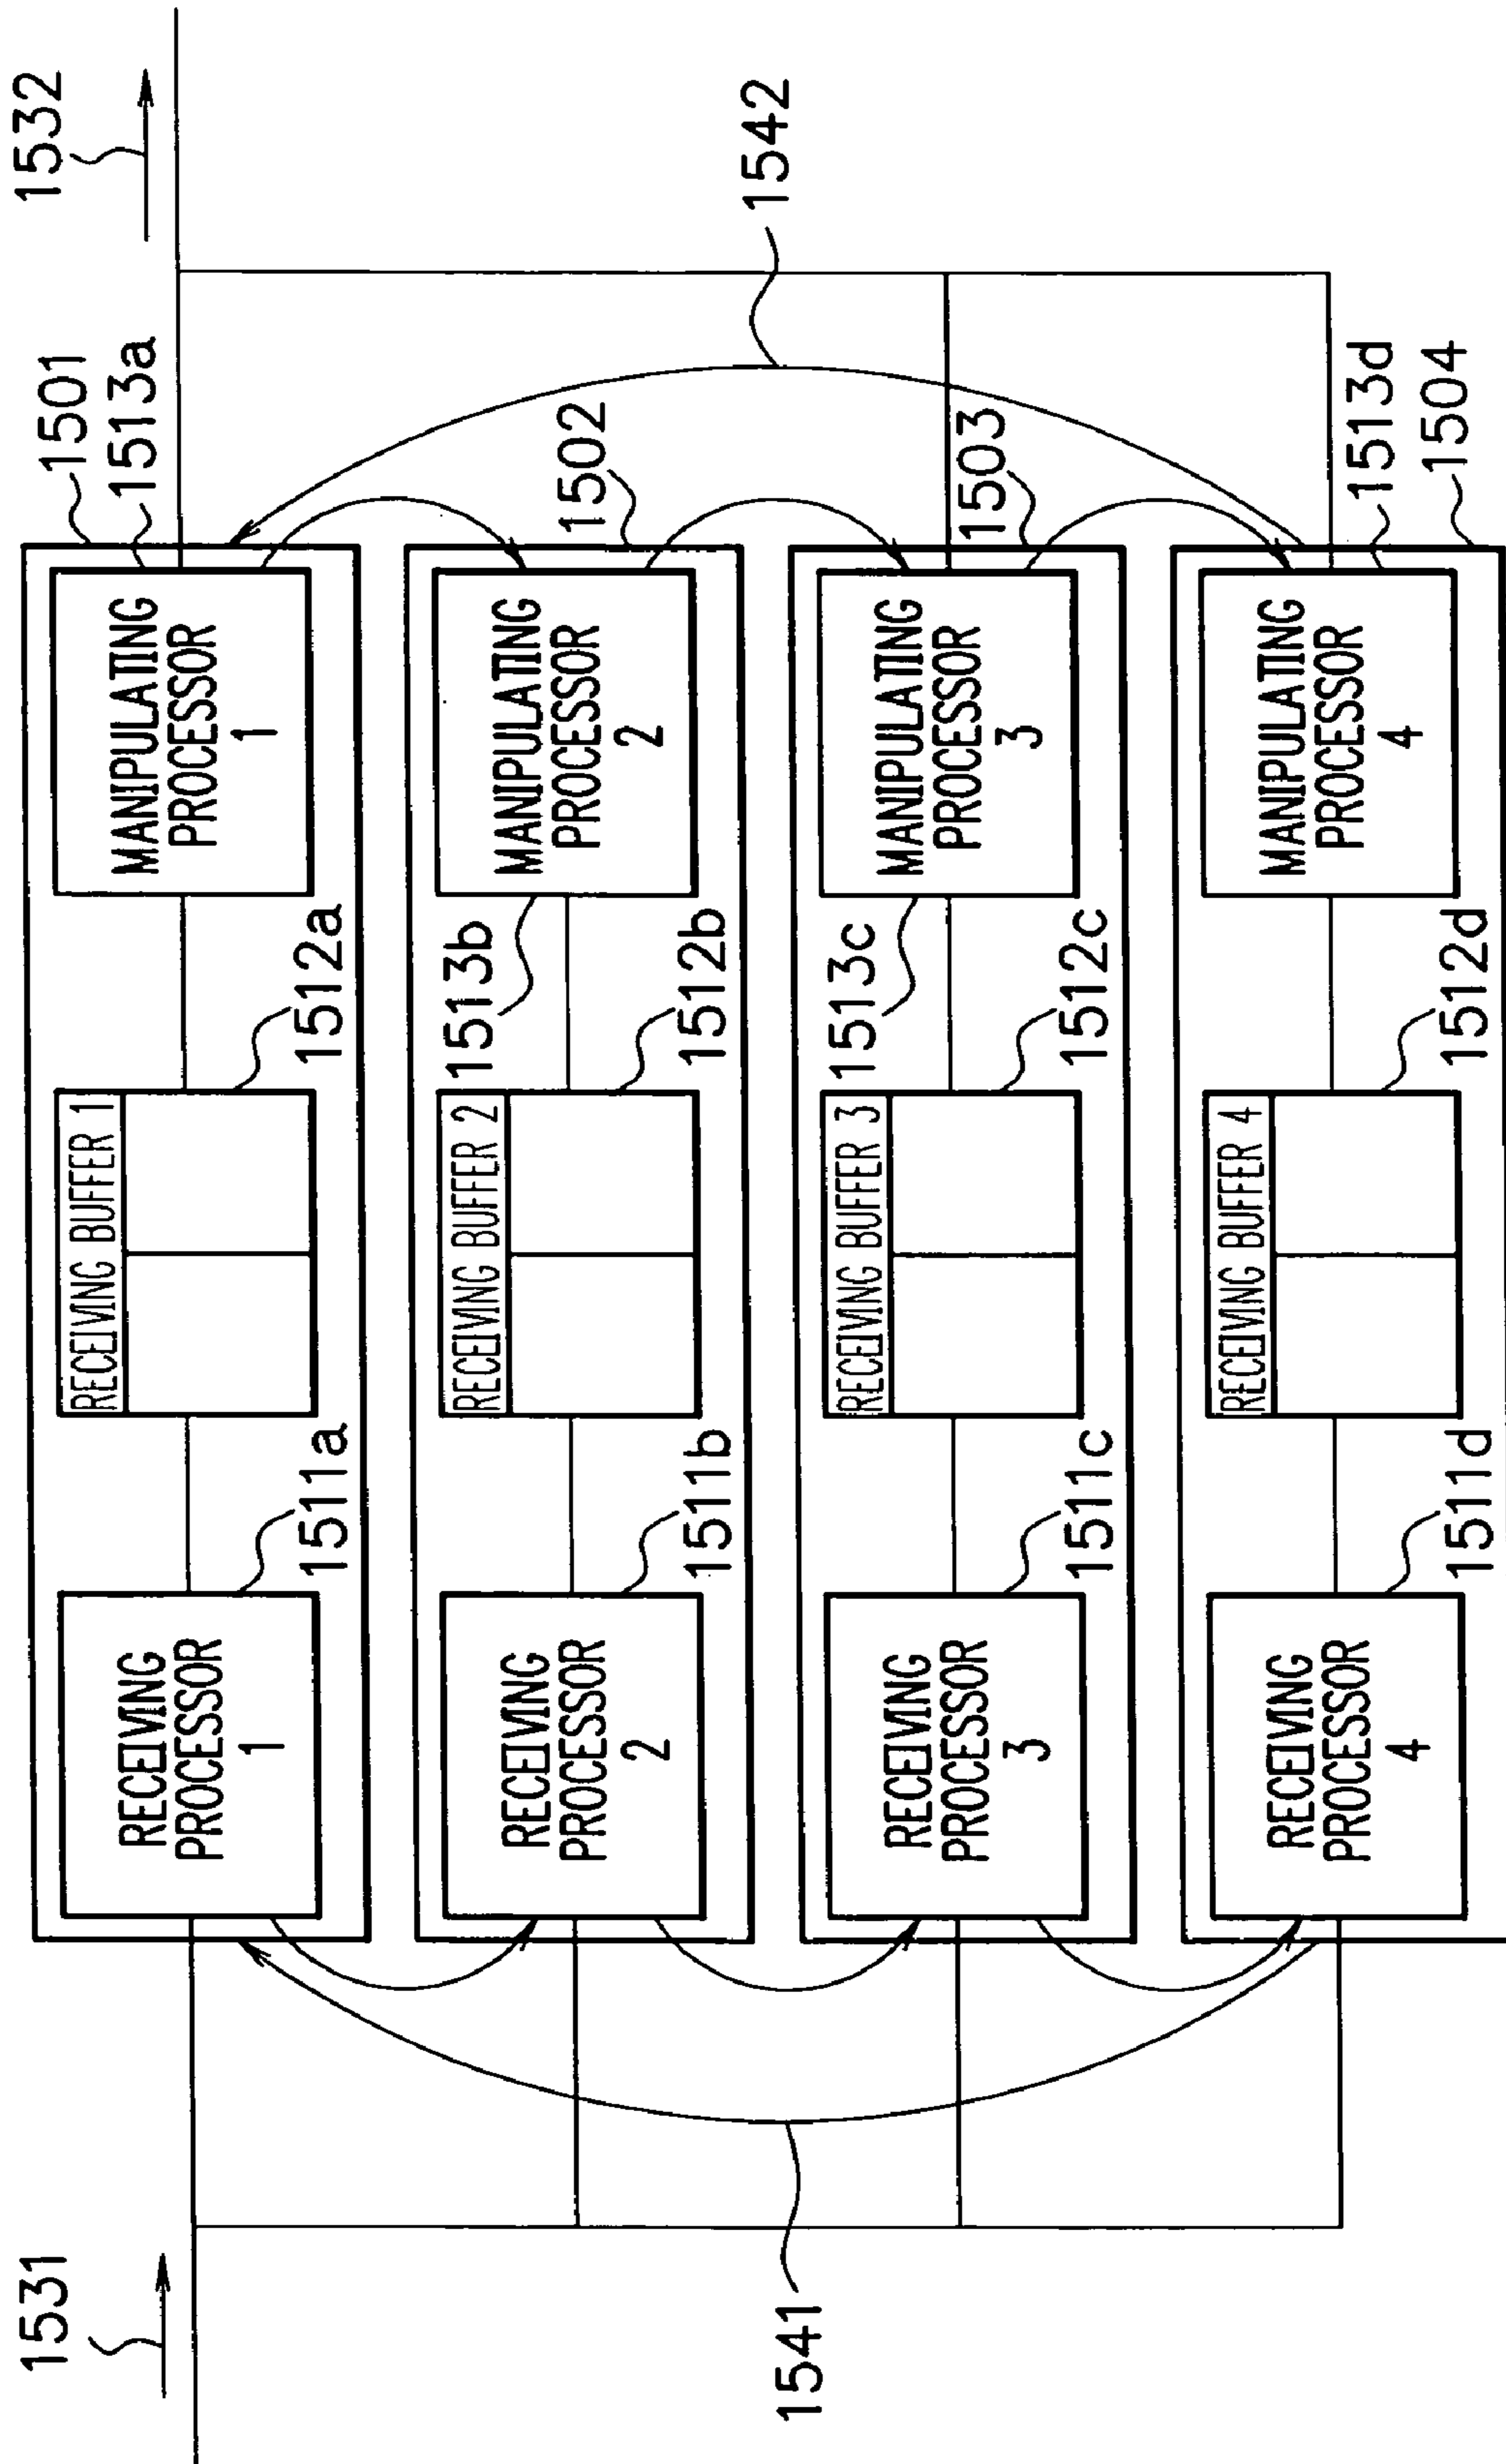 1531
1532
1501
1513a
RECEIVING
PROCESSOR
1
1511a
RECEIVING BUFFER 1
1512a
MANIPULATING
PROCESSOR
1
1542
1502
RECEIVING
PROCESSOR
2
1511b
RECEIVING BUFFER 2
1512b
1513b
MANIPULATING
PROCESSOR
2
1541
1503
RECEIVING
PROCESSOR
3
1511c
RECEIVING BUFFER 3
1512c
1513c
MANIPULATING
PROCESSOR
3
RECEIVING
PROCESSOR
4
1511d
RECEIVING BUFFER 4
1512d
MANIPULATING
PROCESSOR
4
1513d
1504